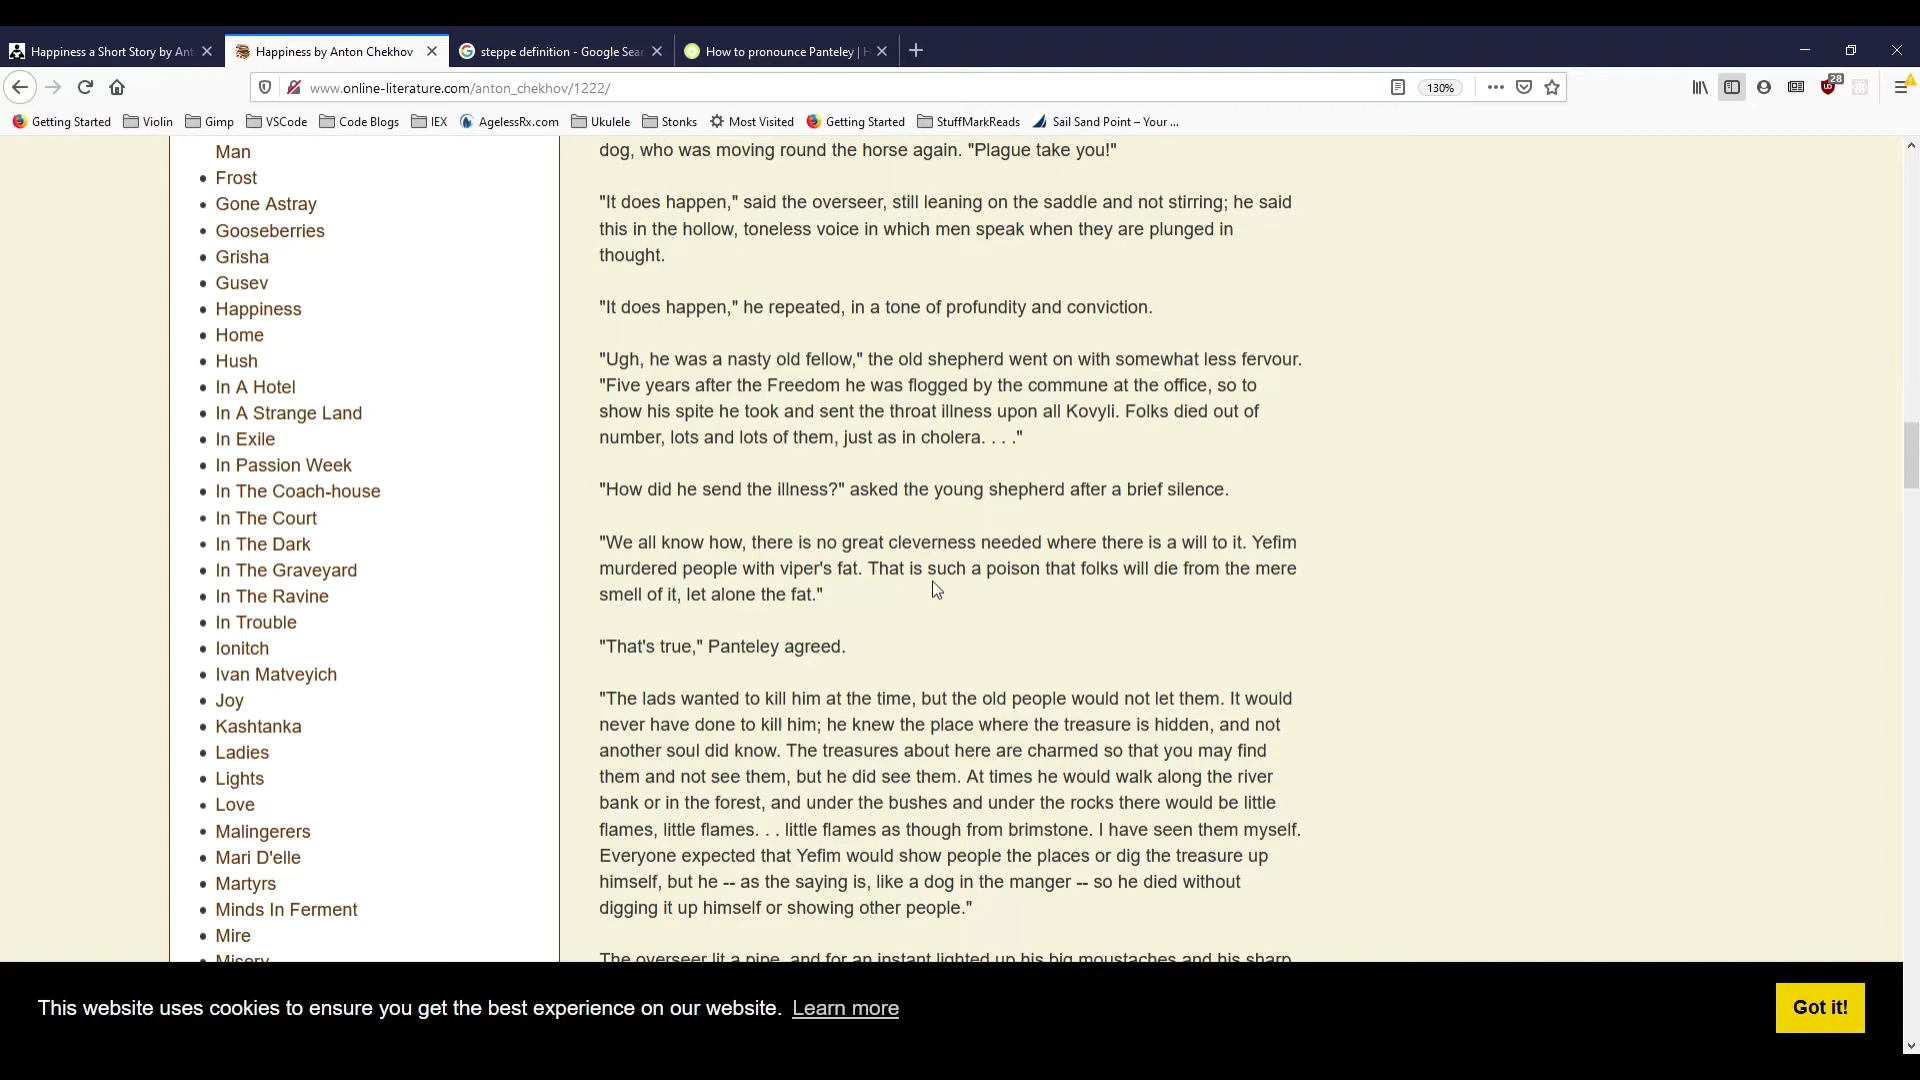 Happiness a Short Story by Ant
Happiness by Anton Chekhov
steppe definition - Google Sear
How to pronounce Panteley | H
www.online-literature.com/anton_chekhov/1222/
130%
28
Getting Started
Violin
Gimp
VSCode
Code Blogs
IEX
AgelessRx.com
Ukulele
Stonks
Most Visited
Getting Started
StuffMarkReads
Sail Sand Point – Your ...
Man
Frost
Gone Astray
Gooseberries
Grisha
Gusev
Happiness
Home
Hush
In A Hotel
In A Strange Land
In Exile
In Passion Week
In The Coach-house
In The Court
In The Dark
In The Graveyard
In The Ravine
In Trouble
Ionitch
Ivan Matveyich
Joy
Kashtanka
Ladies
Lights
Love
Malingerers
Mari D'elle
Martyrs
Minds In Ferment
Mire
Misery
dog, who was moving round the horse again. "Plague take you!"
"It does happen," said the overseer, still leaning on the saddle and not stirring; he said
this in the hollow, toneless voice in which men speak when they are plunged in
thought.
"It does happen," he repeated, in a tone of profundity and conviction.
"Ugh, he was a nasty old fellow," the old shepherd went on with somewhat less fervour.
"Five years after the Freedom he was flogged by the commune at the office, so to
show his spite he took and sent the throat illness upon all Kovyli. Folks died out of
number, lots and lots of them, just as in cholera. . . ."
"How did he send the illness?" asked the young shepherd after a brief silence.
"We all know how, there is no great cleverness needed where there is a will to it. Yefim
murdered people with viper's fat. That is such a poison that folks will die from the mere
smell of it, let alone the fat."
"That's true," Panteley agreed.
"The lads wanted to kill him at the time, but the old people would not let them. It would
never have done to kill him; he knew the place where the treasure is hidden, and not
another soul did know. The treasures about here are charmed so that you may find
them and not see them, but he did see them. At times he would walk along the river
bank or in the forest, and under the bushes and under the rocks there would be little
flames, little flames. . . little flames as though from brimstone. I have seen them myself.
Everyone expected that Yefim would show people the places or dig the treasure up
himself, but he -- as the saying is, like a dog in the manger -- so he died without
digging it up himself or showing other people."
The overseer lit a pipe, and for an instant lighted up his big moustaches and his sharp,
This website uses cookies to ensure you get the best experience on our website. Learn more
Got it!